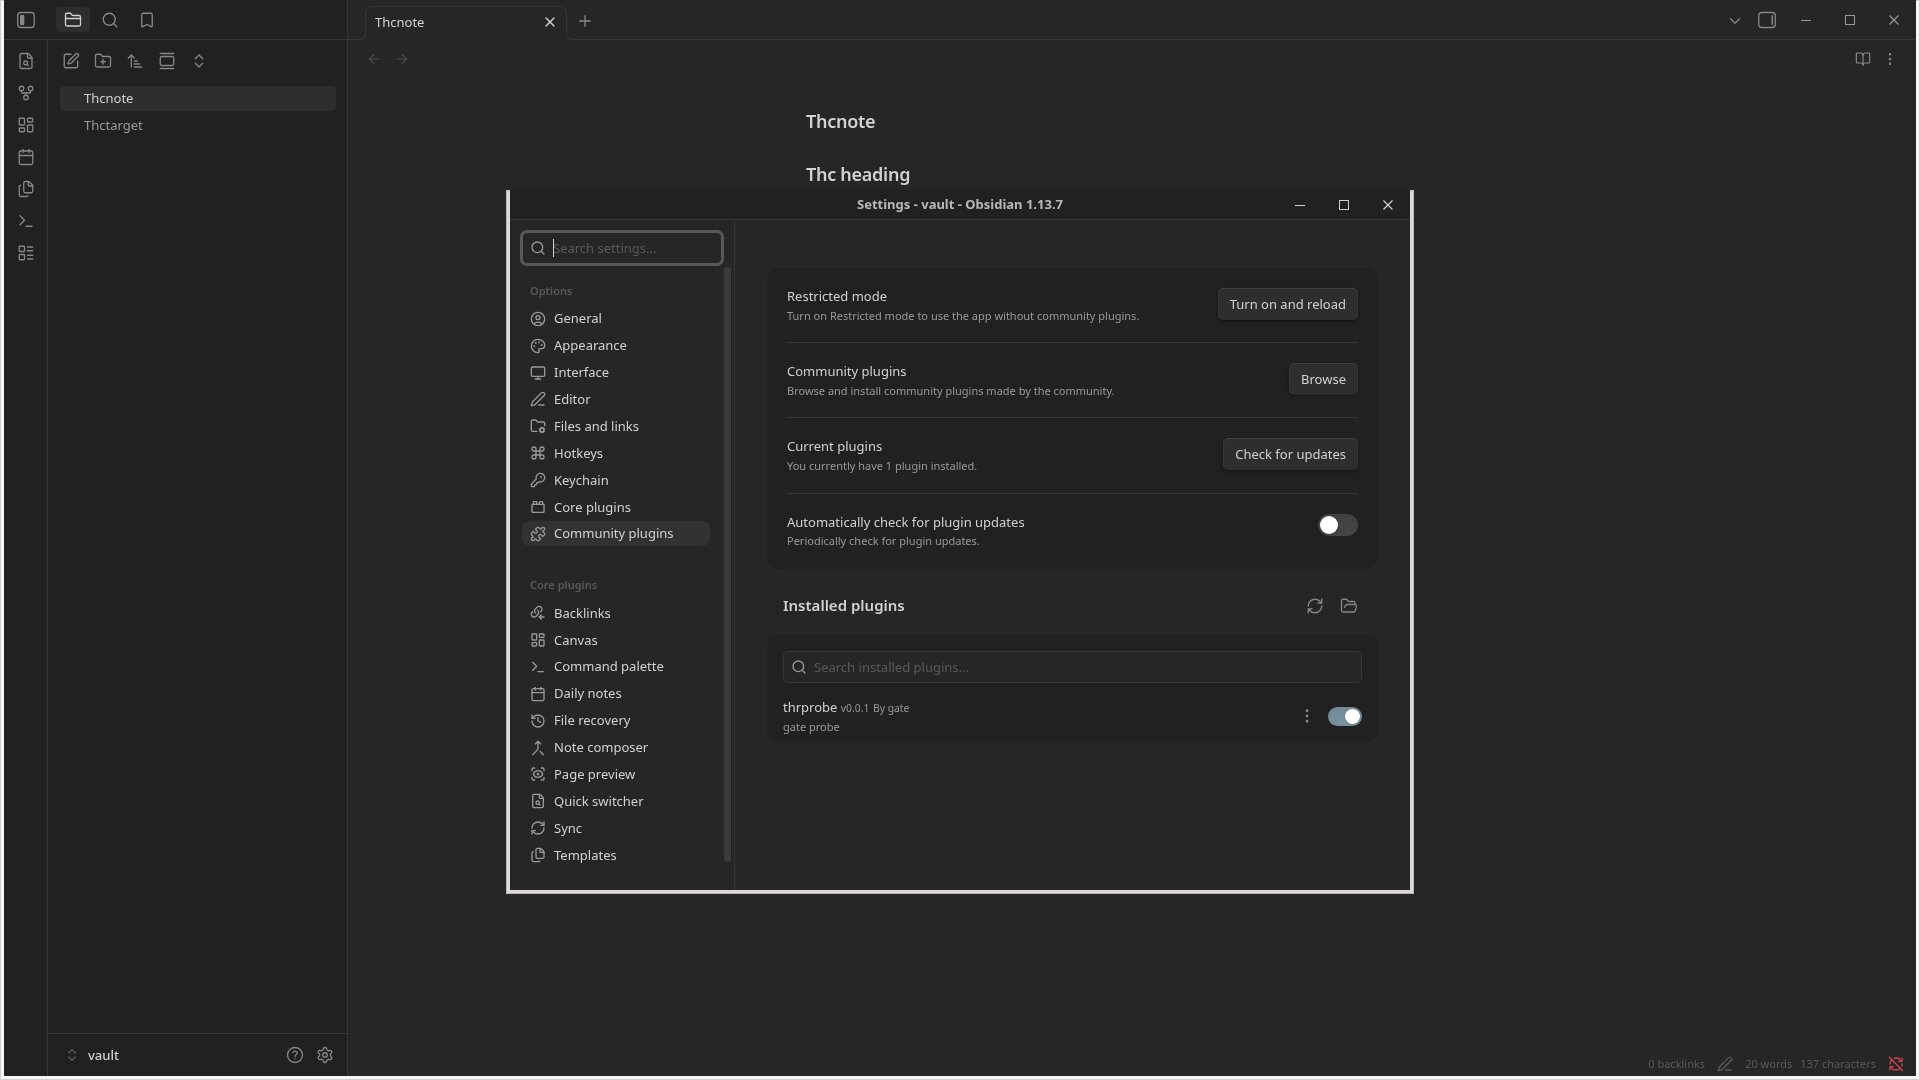 Thcnote
Thcnote
Thctarget
Thcnote
Thc heading
Settings - vault - Obsidian 1.13.7
Search settings...
Options
General
Appearance
Interface
Editor
Files and links
Hotkeys
Keychain
Core plugins
Community plugins
Core plugins
Backlinks
Canvas
Command palette
Daily notes
File recovery
Note composer
Page preview
Quick switcher
Sync
Templates
Restricted mode
Turn on Restricted mode to use the app without community plugins.
Turn on and reload
Community plugins
Browse and install community plugins made by the community.
Browse
Current plugins
You currently have 1 plugin installed.
Check for updates
Automatically check for plugin updates
Periodically check for plugin updates.
Installed plugins
Search installed plugins...
thrprobe v0.0.1 By gate
gate probe
vault
0 backlinks 20 words 137 characters